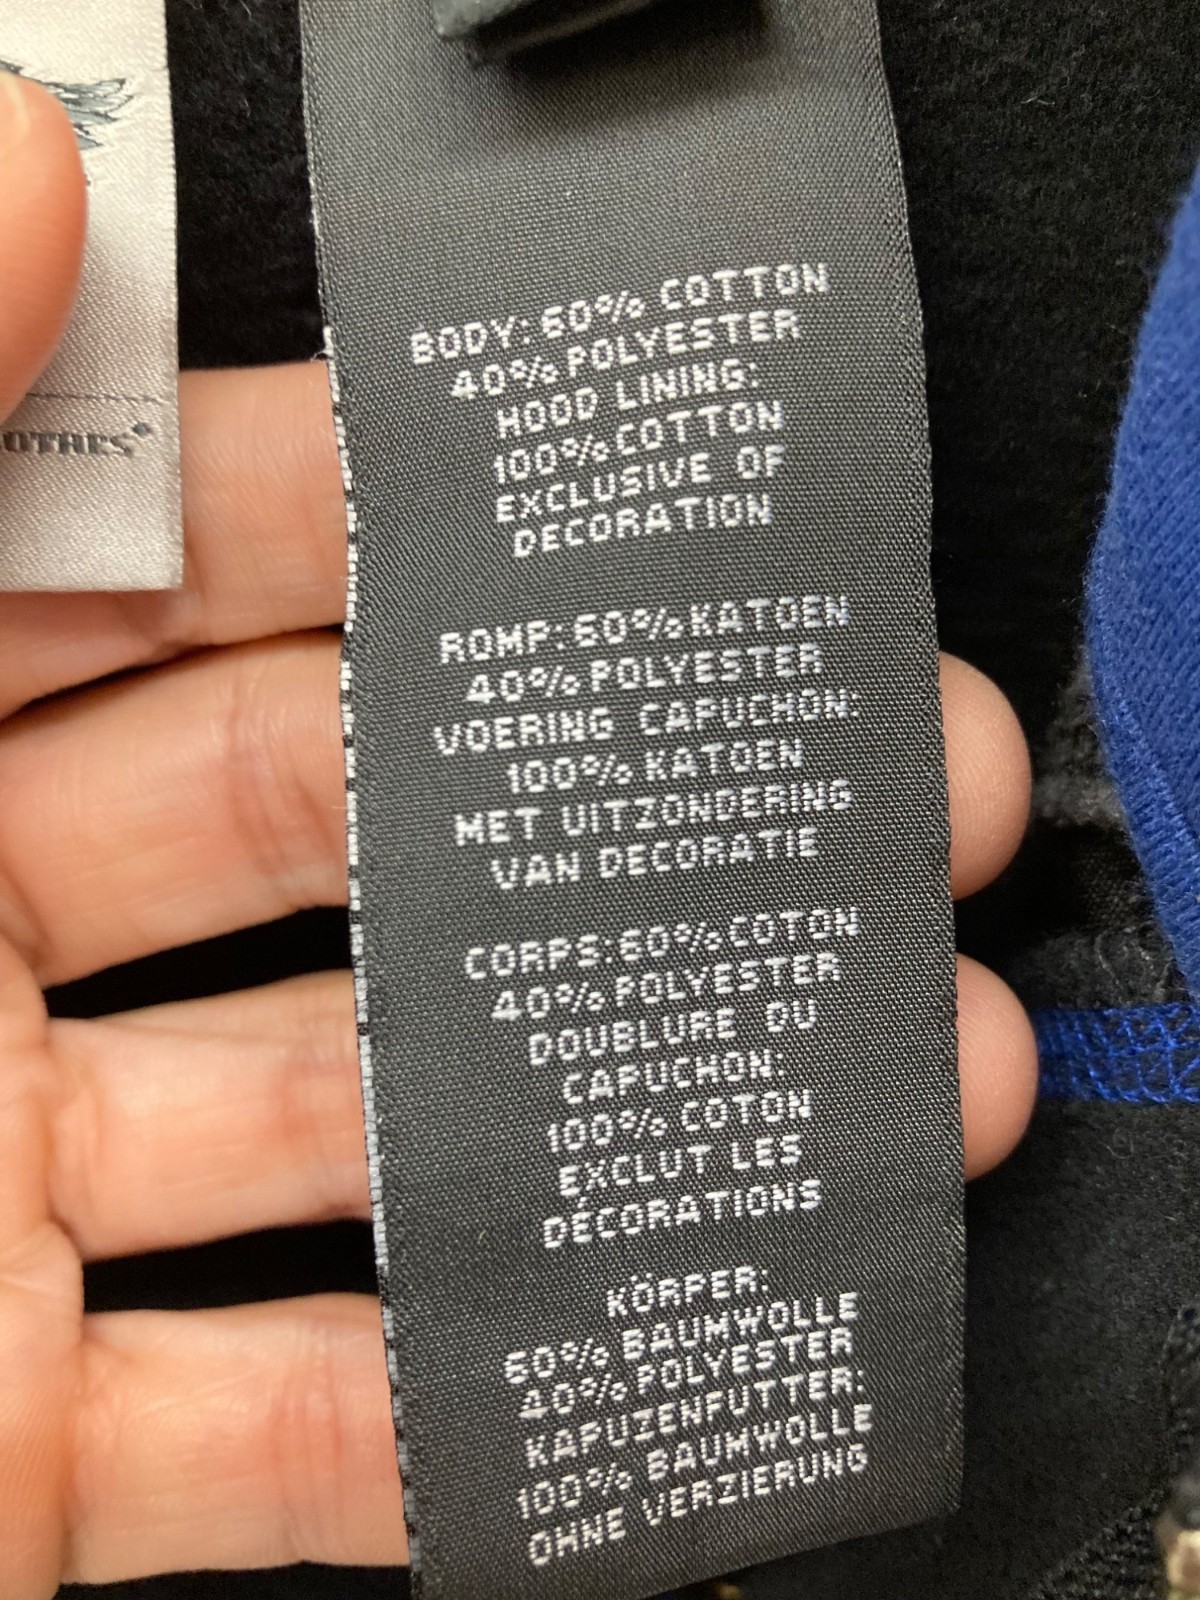 BODY: 60% COTTON
40% POLYESTER
HOOD LINING:
100% COTTON
EXCLUSIVE OF
DECORATION
ROMP: 60% KATOEN
40% POLYESTER
VOERING CAPUCHON:
100% KATOEN
MET UITZONDERING
VAN DECORATIE
CORPS: 60% COTON
40% POLYESTER
DOUBLURE DU
CAPUCHON:
100% COTON
EXCLUT LES
DÉCORATIONS
KÖRPER:
60% BAUMWOLLE
40% POLYESTER
KAPUZENFUTTER:
100% BAUMWOLLE
OHNE VERZIERUNG